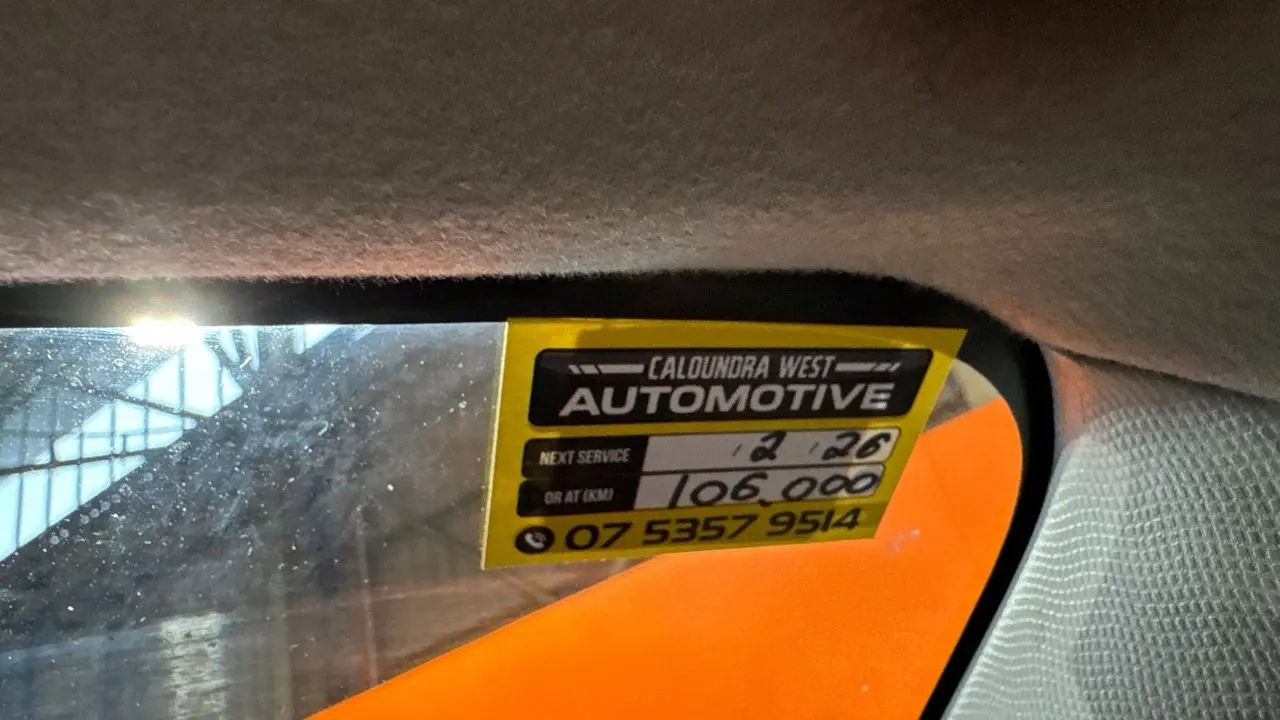 CALOUNDRA WEST
AUTOMOTIVE
NEXT SERVICE 2 26
OR AT (KM) 106,000
07 5357 9514